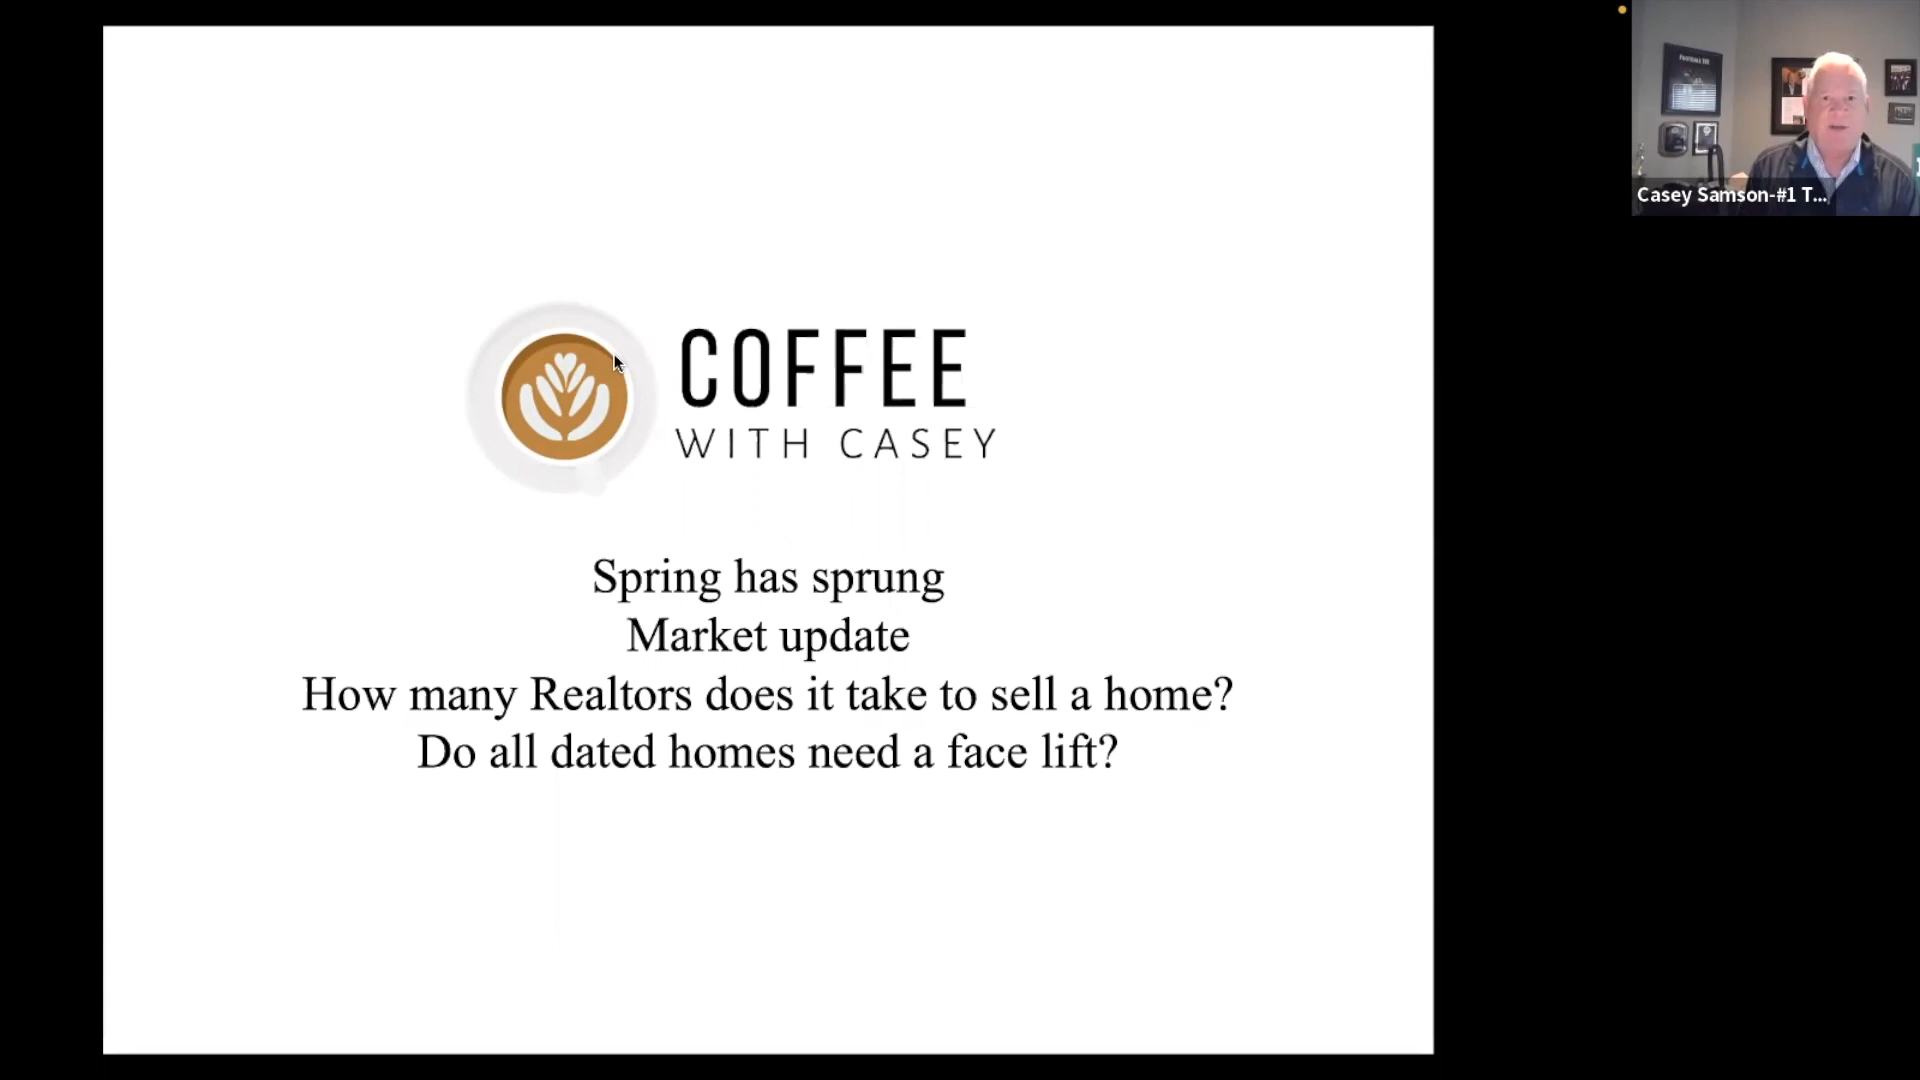 COFFEE
WITH CASEY
Spring has sprung
Market update
How many Realtors does it take to sell a home?
Do all dated homes need a face lift?
Casey Samson-#1 T...